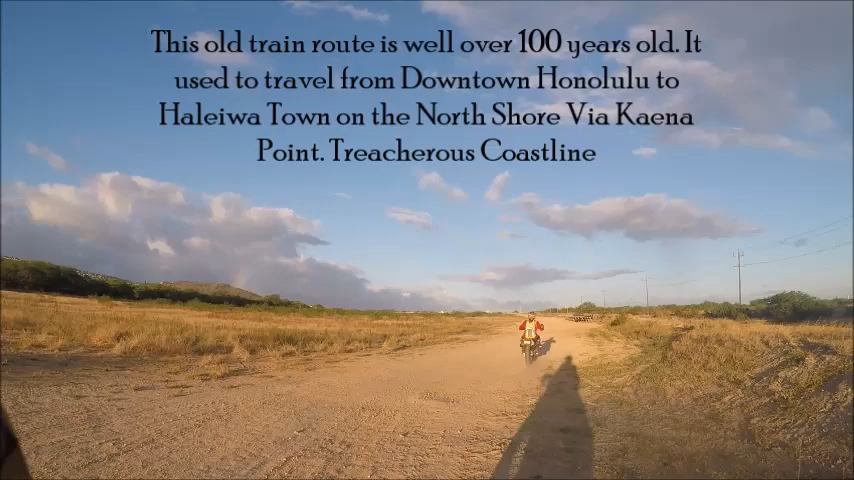 This old train route is well over 100 years old. It
used to travel from Downtown Honolulu to
Haleiwa Town on the North Shore Via Kaena
Point. Treacherous Coastline